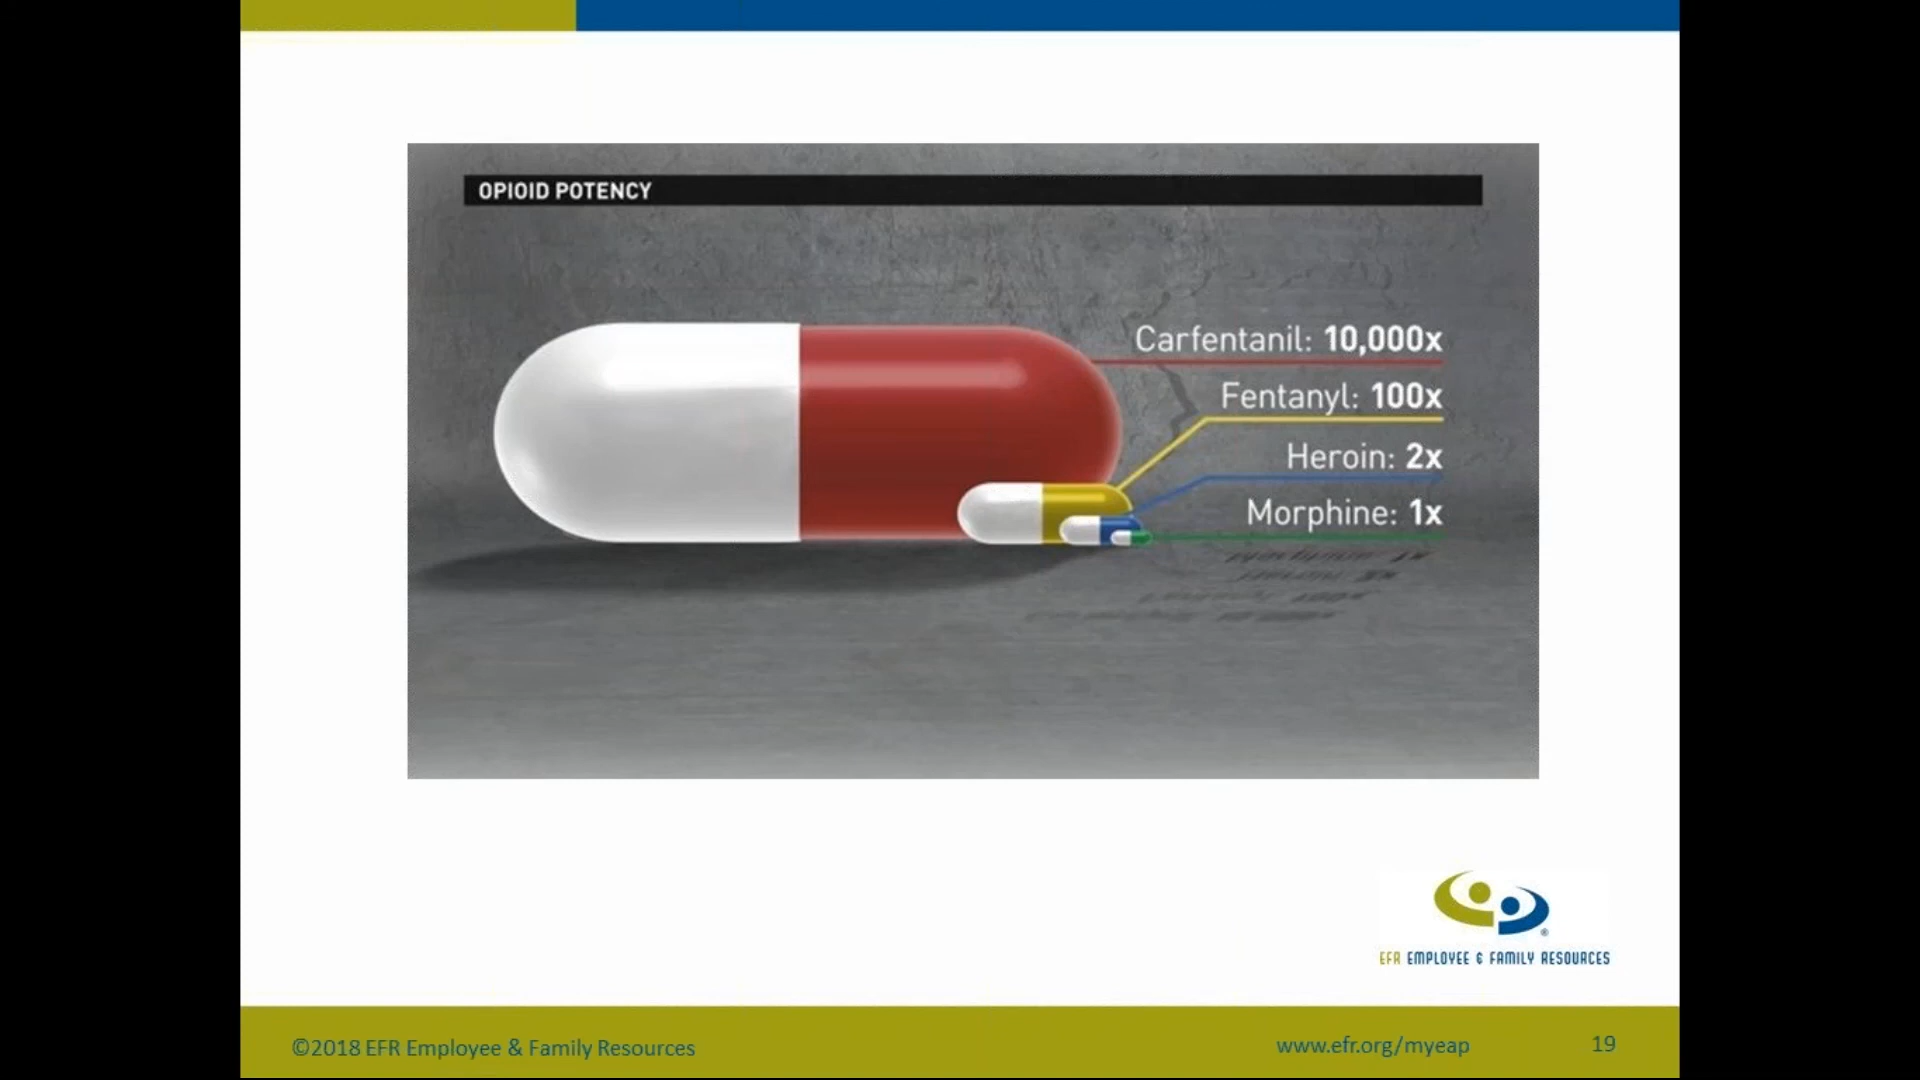 OPIOID POTENCY
Carfentanil: 10,000x
Fentanyl: 100x
Heroin: 2x
Morphine: 1x
EFR EMPLOYEE & FAMILY RESOURCES
©2018 EFR Employee & Family Resources
www.efr.org/myeap
19